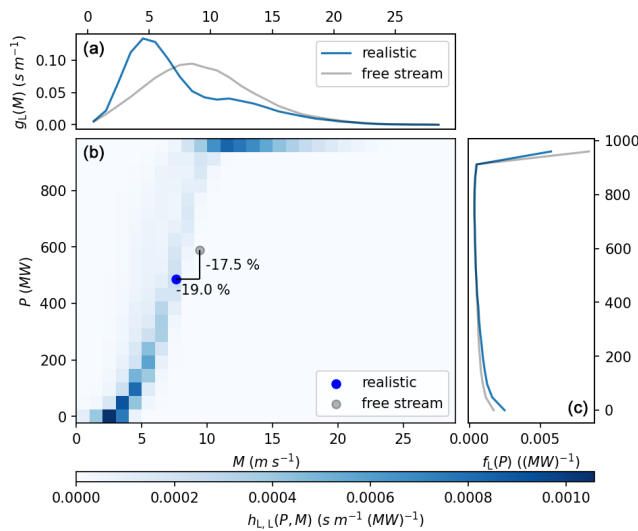 0 5 10 15 20 25
(a)
realistic
free stream
0.10
0.05
0.00
g_L(M) (s m⁻¹)
(b)
800
600
400
200
0
P (MW)
-17.5 %
-19.0 %
realistic
free stream
0 5 10 15 20 25
M (m s⁻¹)
1000
800
600
400
200
0
(c)
0.000 0.005
f_L(P) ((MW)⁻¹)
0.0000 0.0002 0.0004 0.0006 0.0008 0.0010
h_L,L(P, M) (s m⁻¹ (MW)⁻¹)